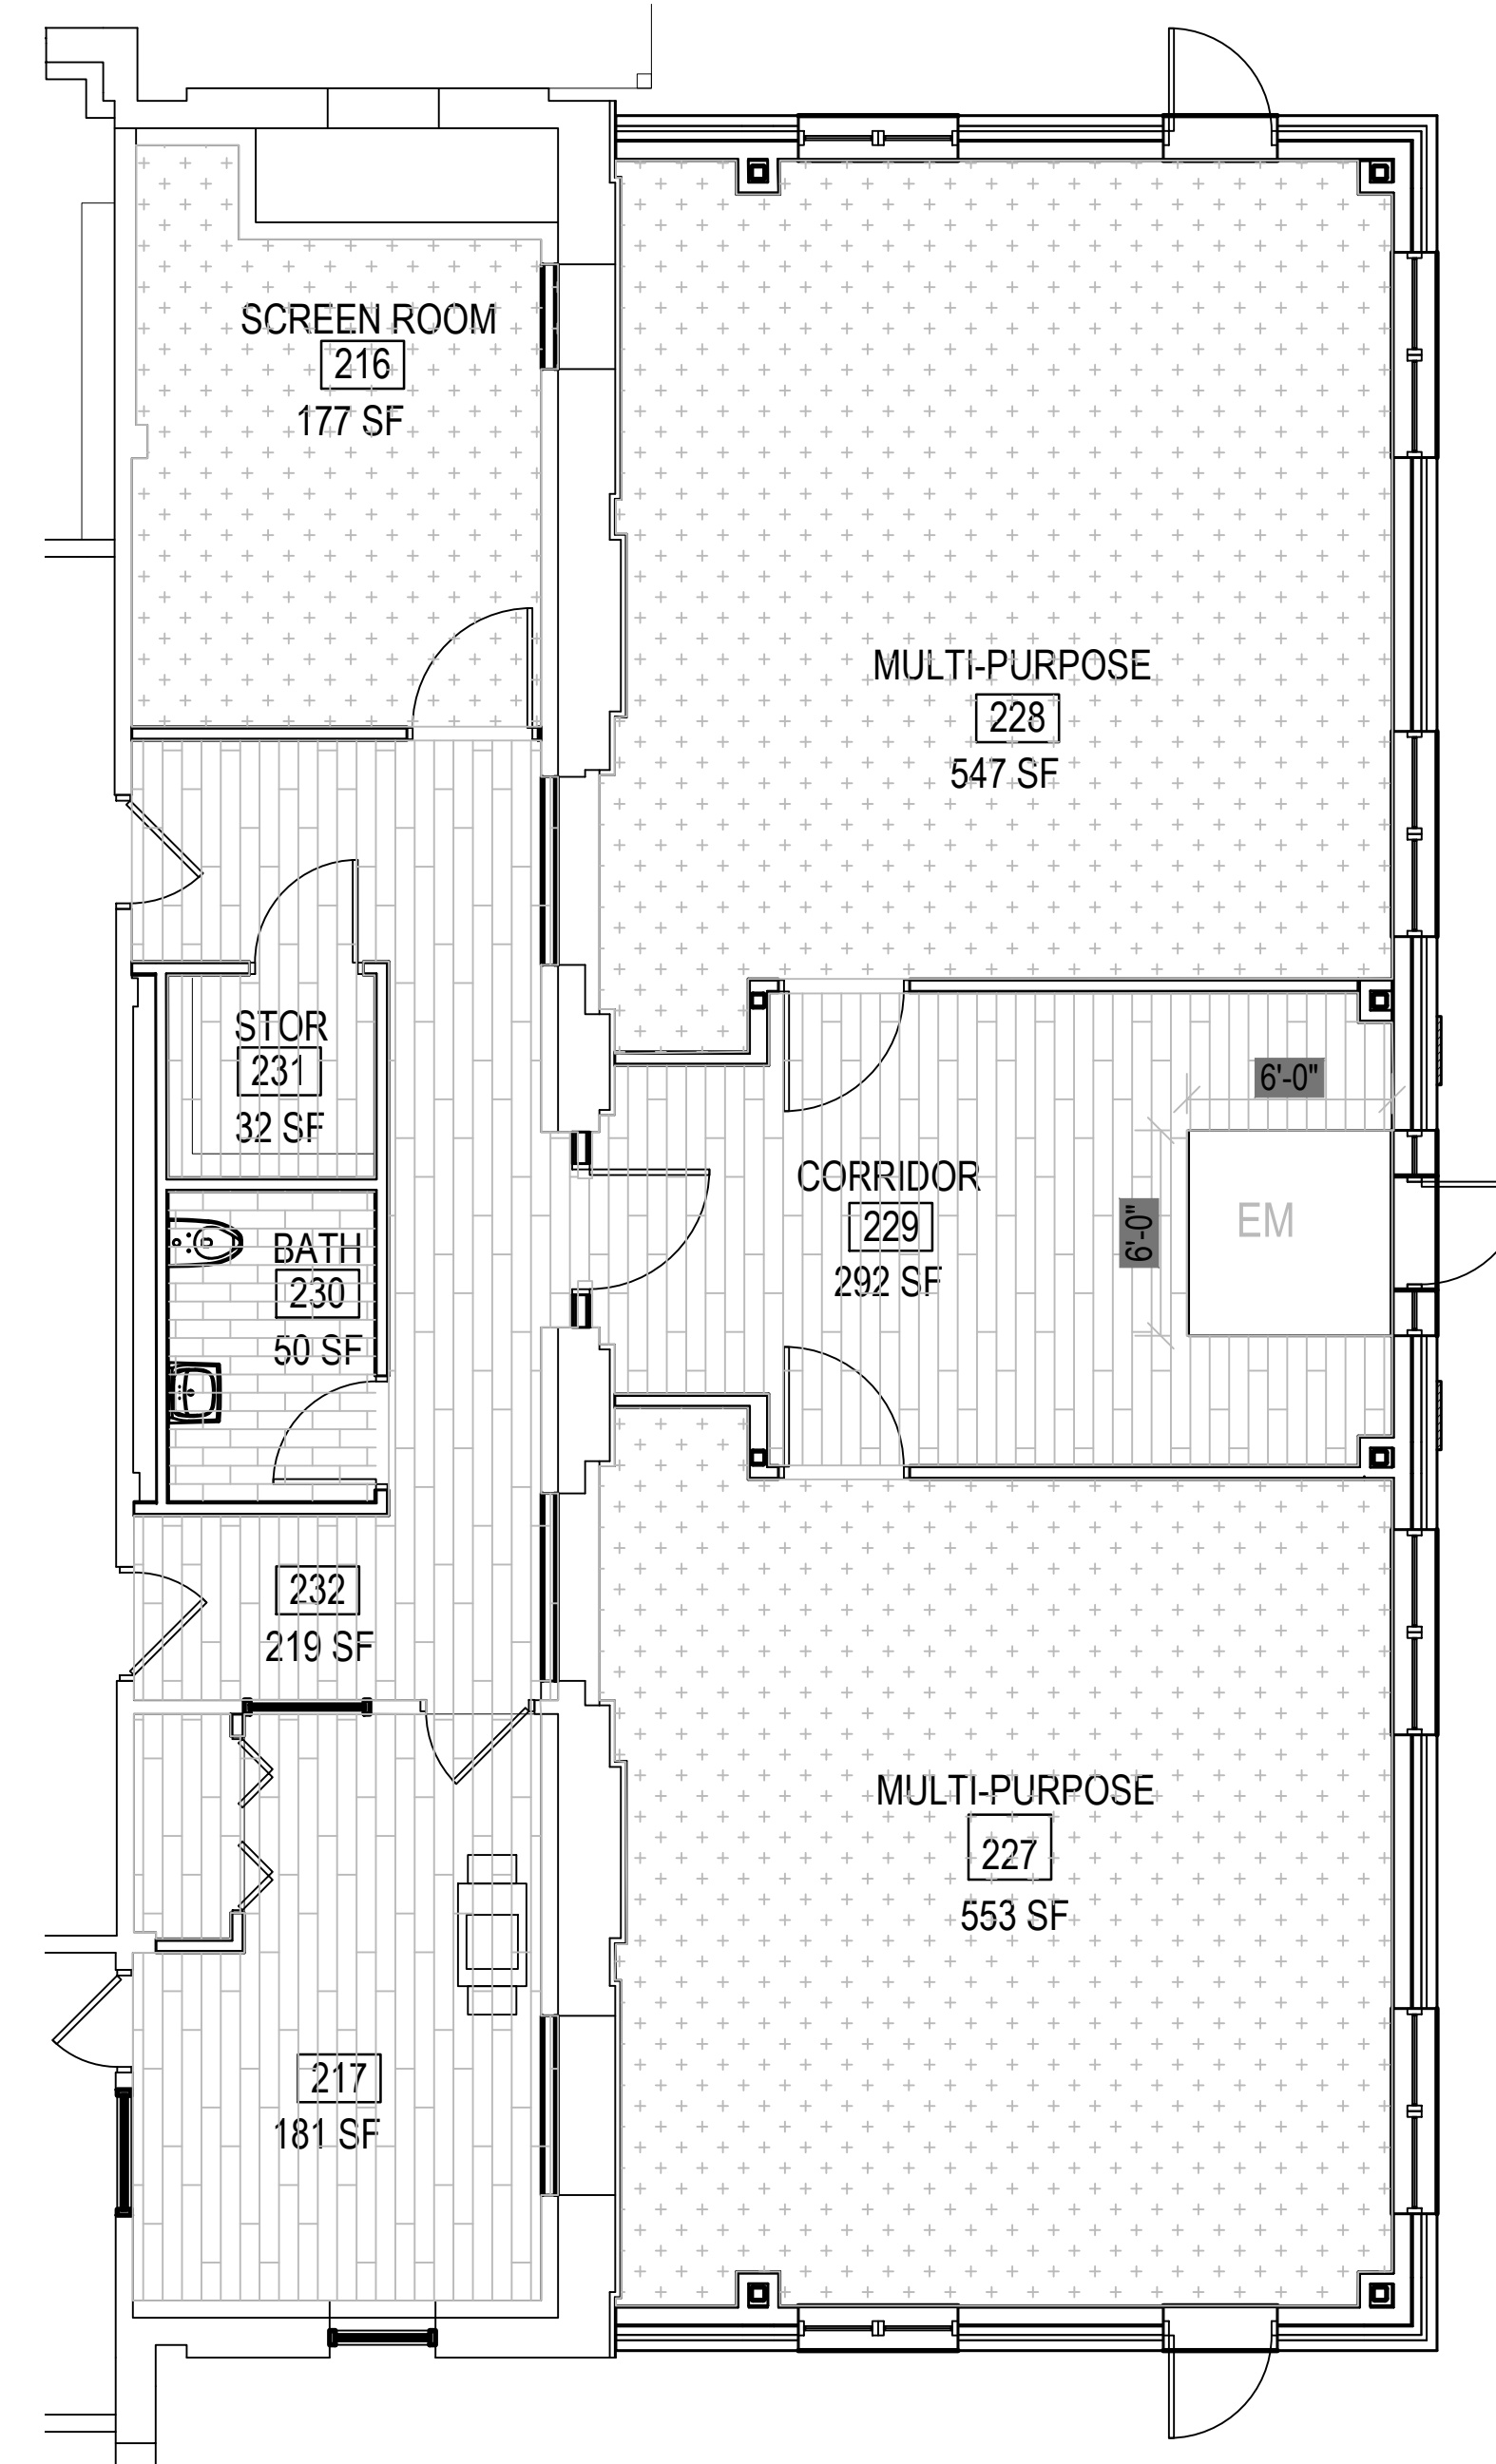 SCREEN ROOM
216
177 SF
MULTI-PURPOSE
228
547 SF
STOR
231
32 SF
6'-0"
CORRIDOR
229
292 SF
6'-0"
EM
BATH
230
50 SF
232
219 SF
MULTI-PURPOSE
227
553 SF
217
181 SF